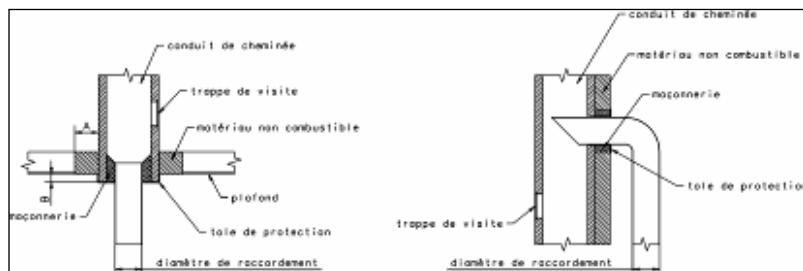 conduit de cheminée
trappe de visite
A
matériau non combustible
B
plafond
maçonnerie
tole de protection
diamètre de raccordement
conduit de cheminée
matériau non combustible
maçonnerie
tole de protection
trappe de visite
diamètre de raccordement